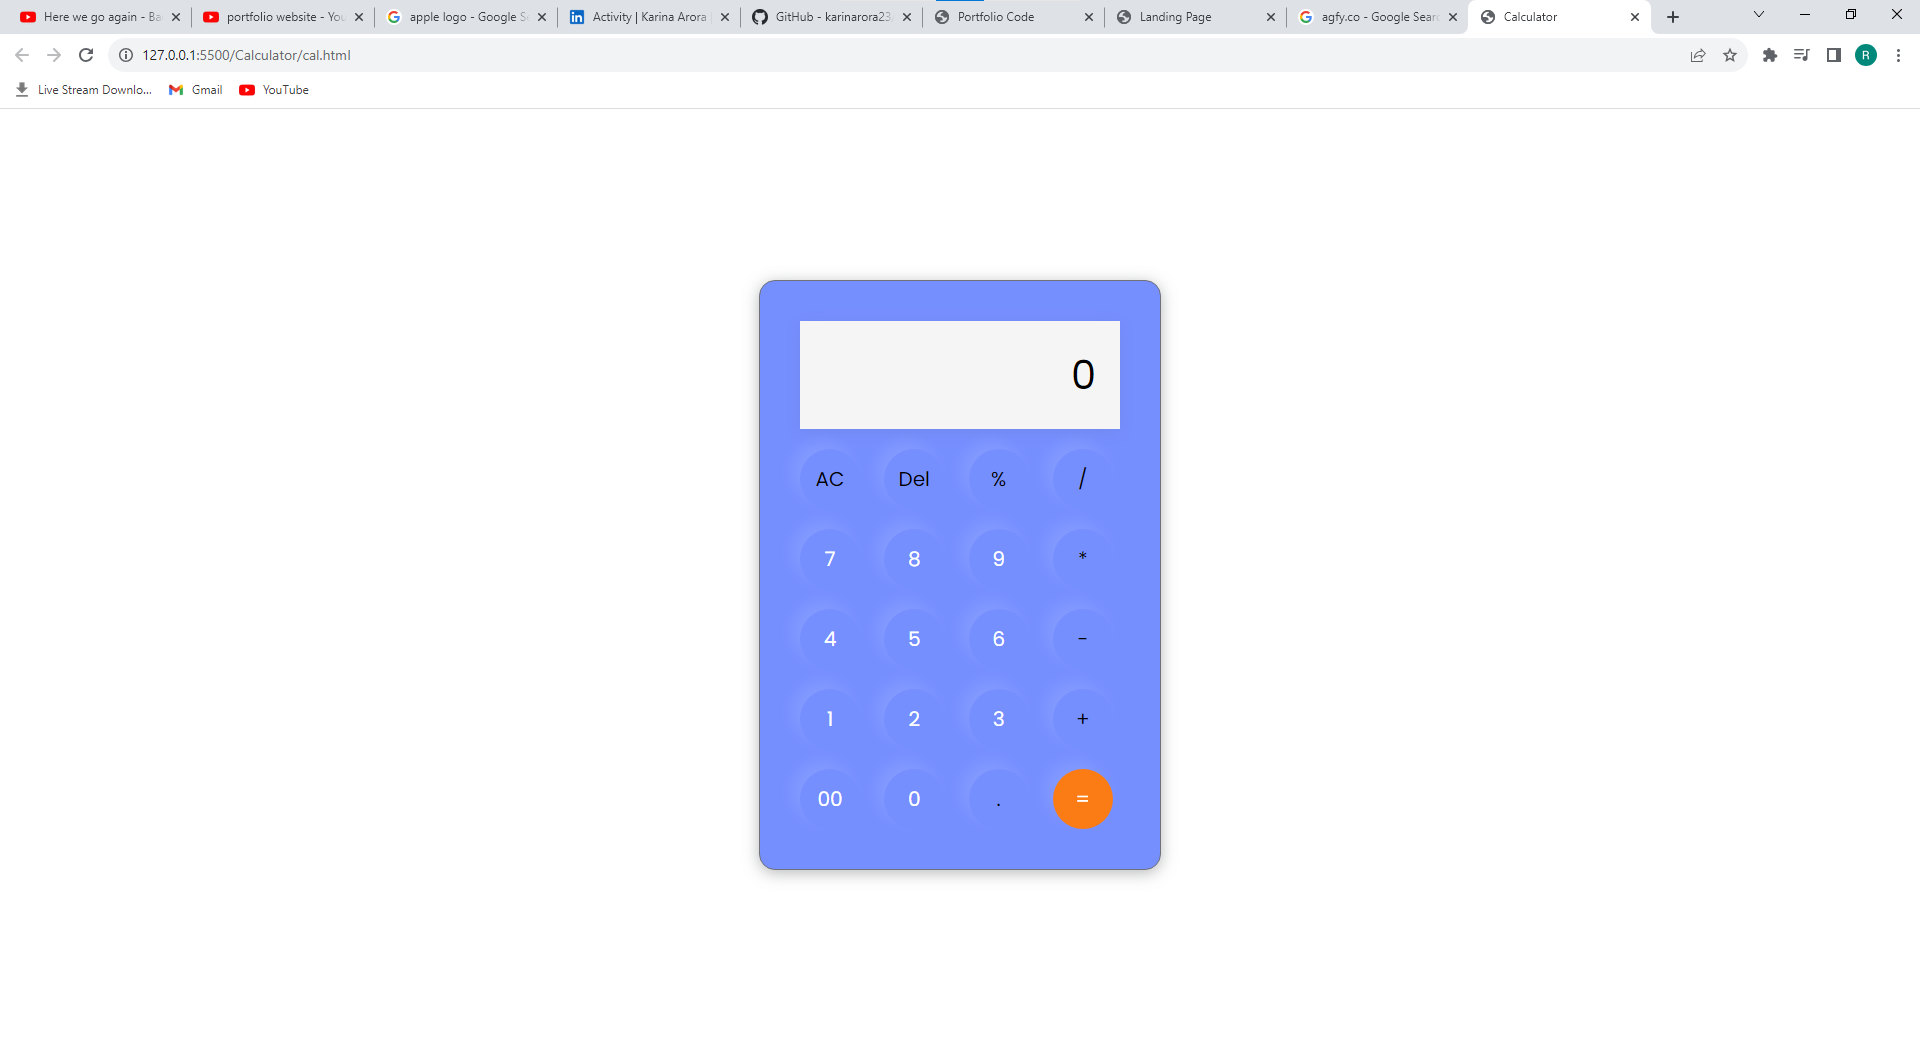 Here we go again - Ba
portfolio website - You
apple logo - Google S
Activity | Karina Arora
GitHub - karinarora23
Portfolio Code
Landing Page
agfy.co - Google Sear
Calculator
127.0.0.1:5500/Calculator/cal.html
R
Live Stream Downlo...
Gmail
YouTube
0
AC Del % /
7 8 9 *
4 5 6 -
1 2 3 +
00 0 . =